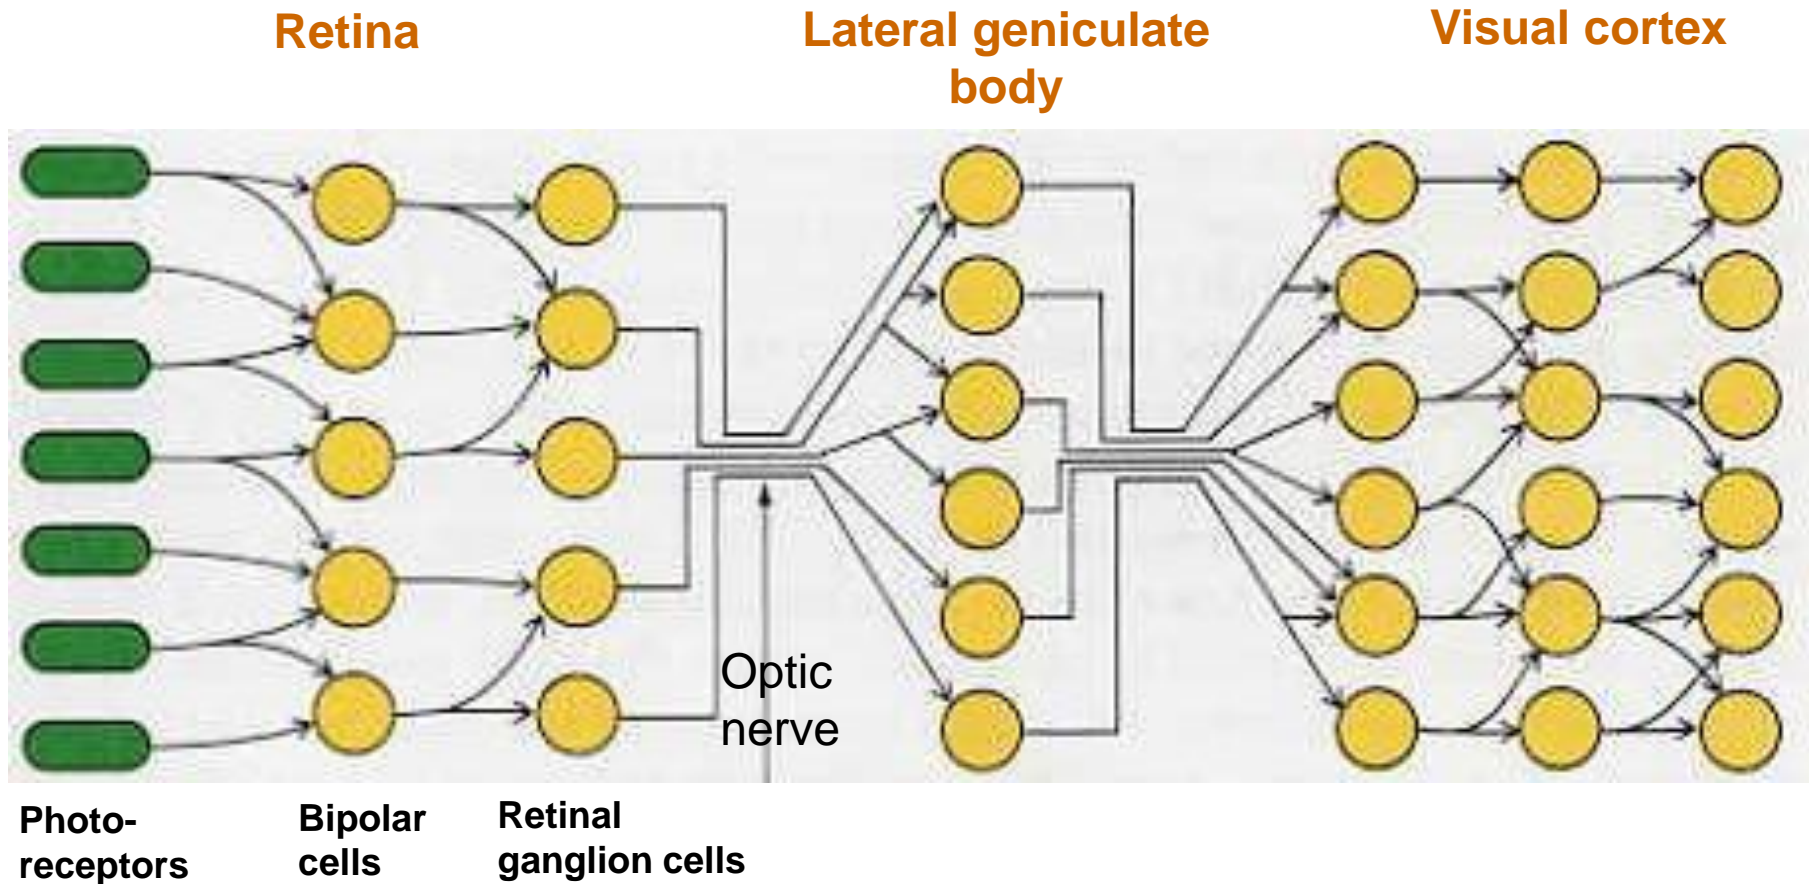 Retina
Lateral geniculate
body
Visual cortex
Optic
nerve
Photo-
receptors
Bipolar
cells
Retinal
ganglion cells